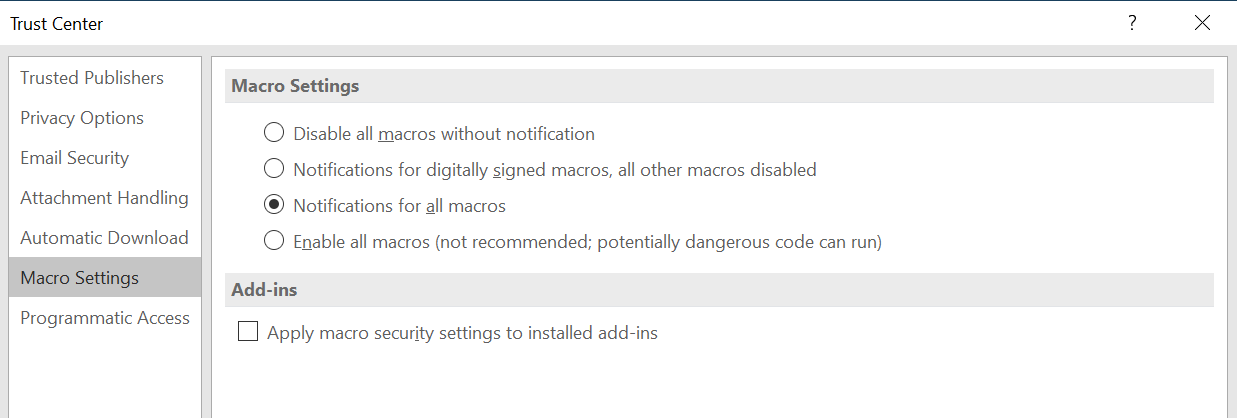 Trust Center
?
Trusted Publishers
Privacy Options
Email Security
Attachment Handling
Automatic Download
Macro Settings
Programmatic Access
Macro Settings
Disable all macros without notification
Notifications for digitally signed macros, all other macros disabled
Notifications for all macros
Enable all macros (not recommended; potentially dangerous code can run)
Add-ins
Apply macro security settings to installed add-ins